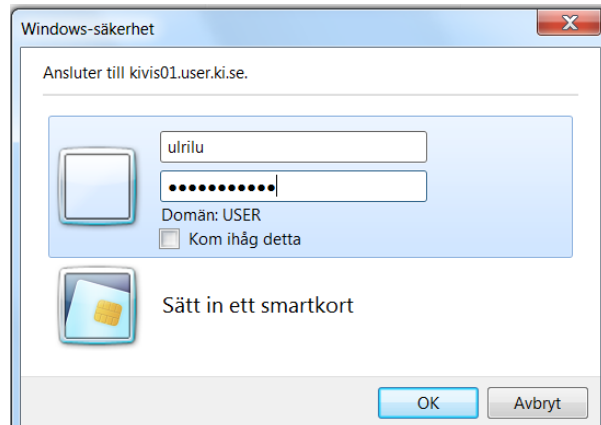 Windows-säkerhet
Ansluter till kivis01.user.ki.se.
ulrilu
●●●●●●●●●●●
Domän: USER
Kom ihåg detta
Sätt in ett smartkort
OK
Avbryt